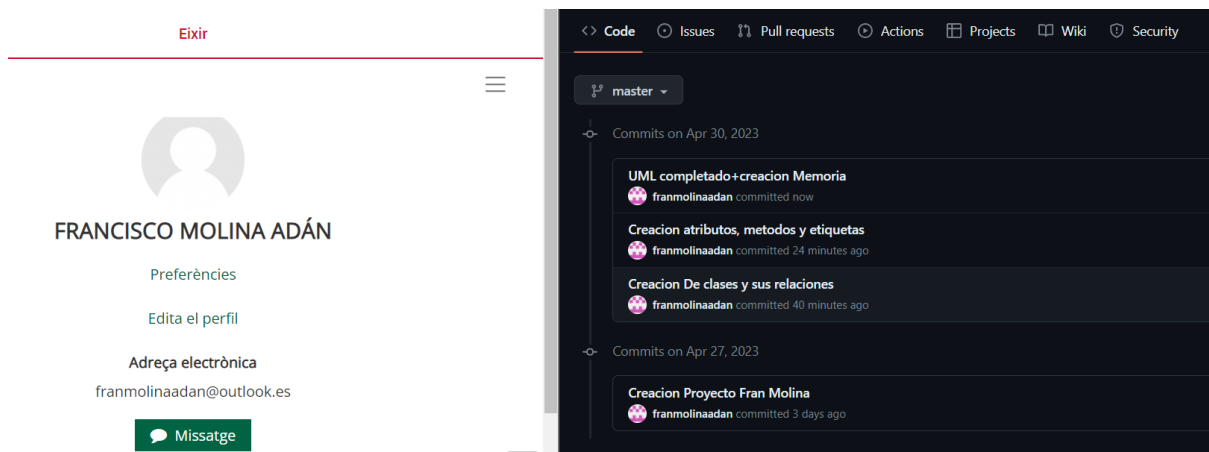 Eixir
FRANCISCO MOLINA ADÁN
Preferències
Edita el perfil
Adreça electrònica
franmolinaadan@outlook.es
Missatge
Code Issues Pull requests Actions Projects Wiki Security
master
Commits on Apr 30, 2023
UML completado+creacion Memoria
franmolinaadan committed now
Creacion atributos, metodos y etiquetas
franmolinaadan committed 24 minutes ago
Creacion De clases y sus relaciones
franmolinaadan committed 40 minutes ago
Commits on Apr 27, 2023
Creacion Proyecto Fran Molina
franmolinaadan committed 3 days ago